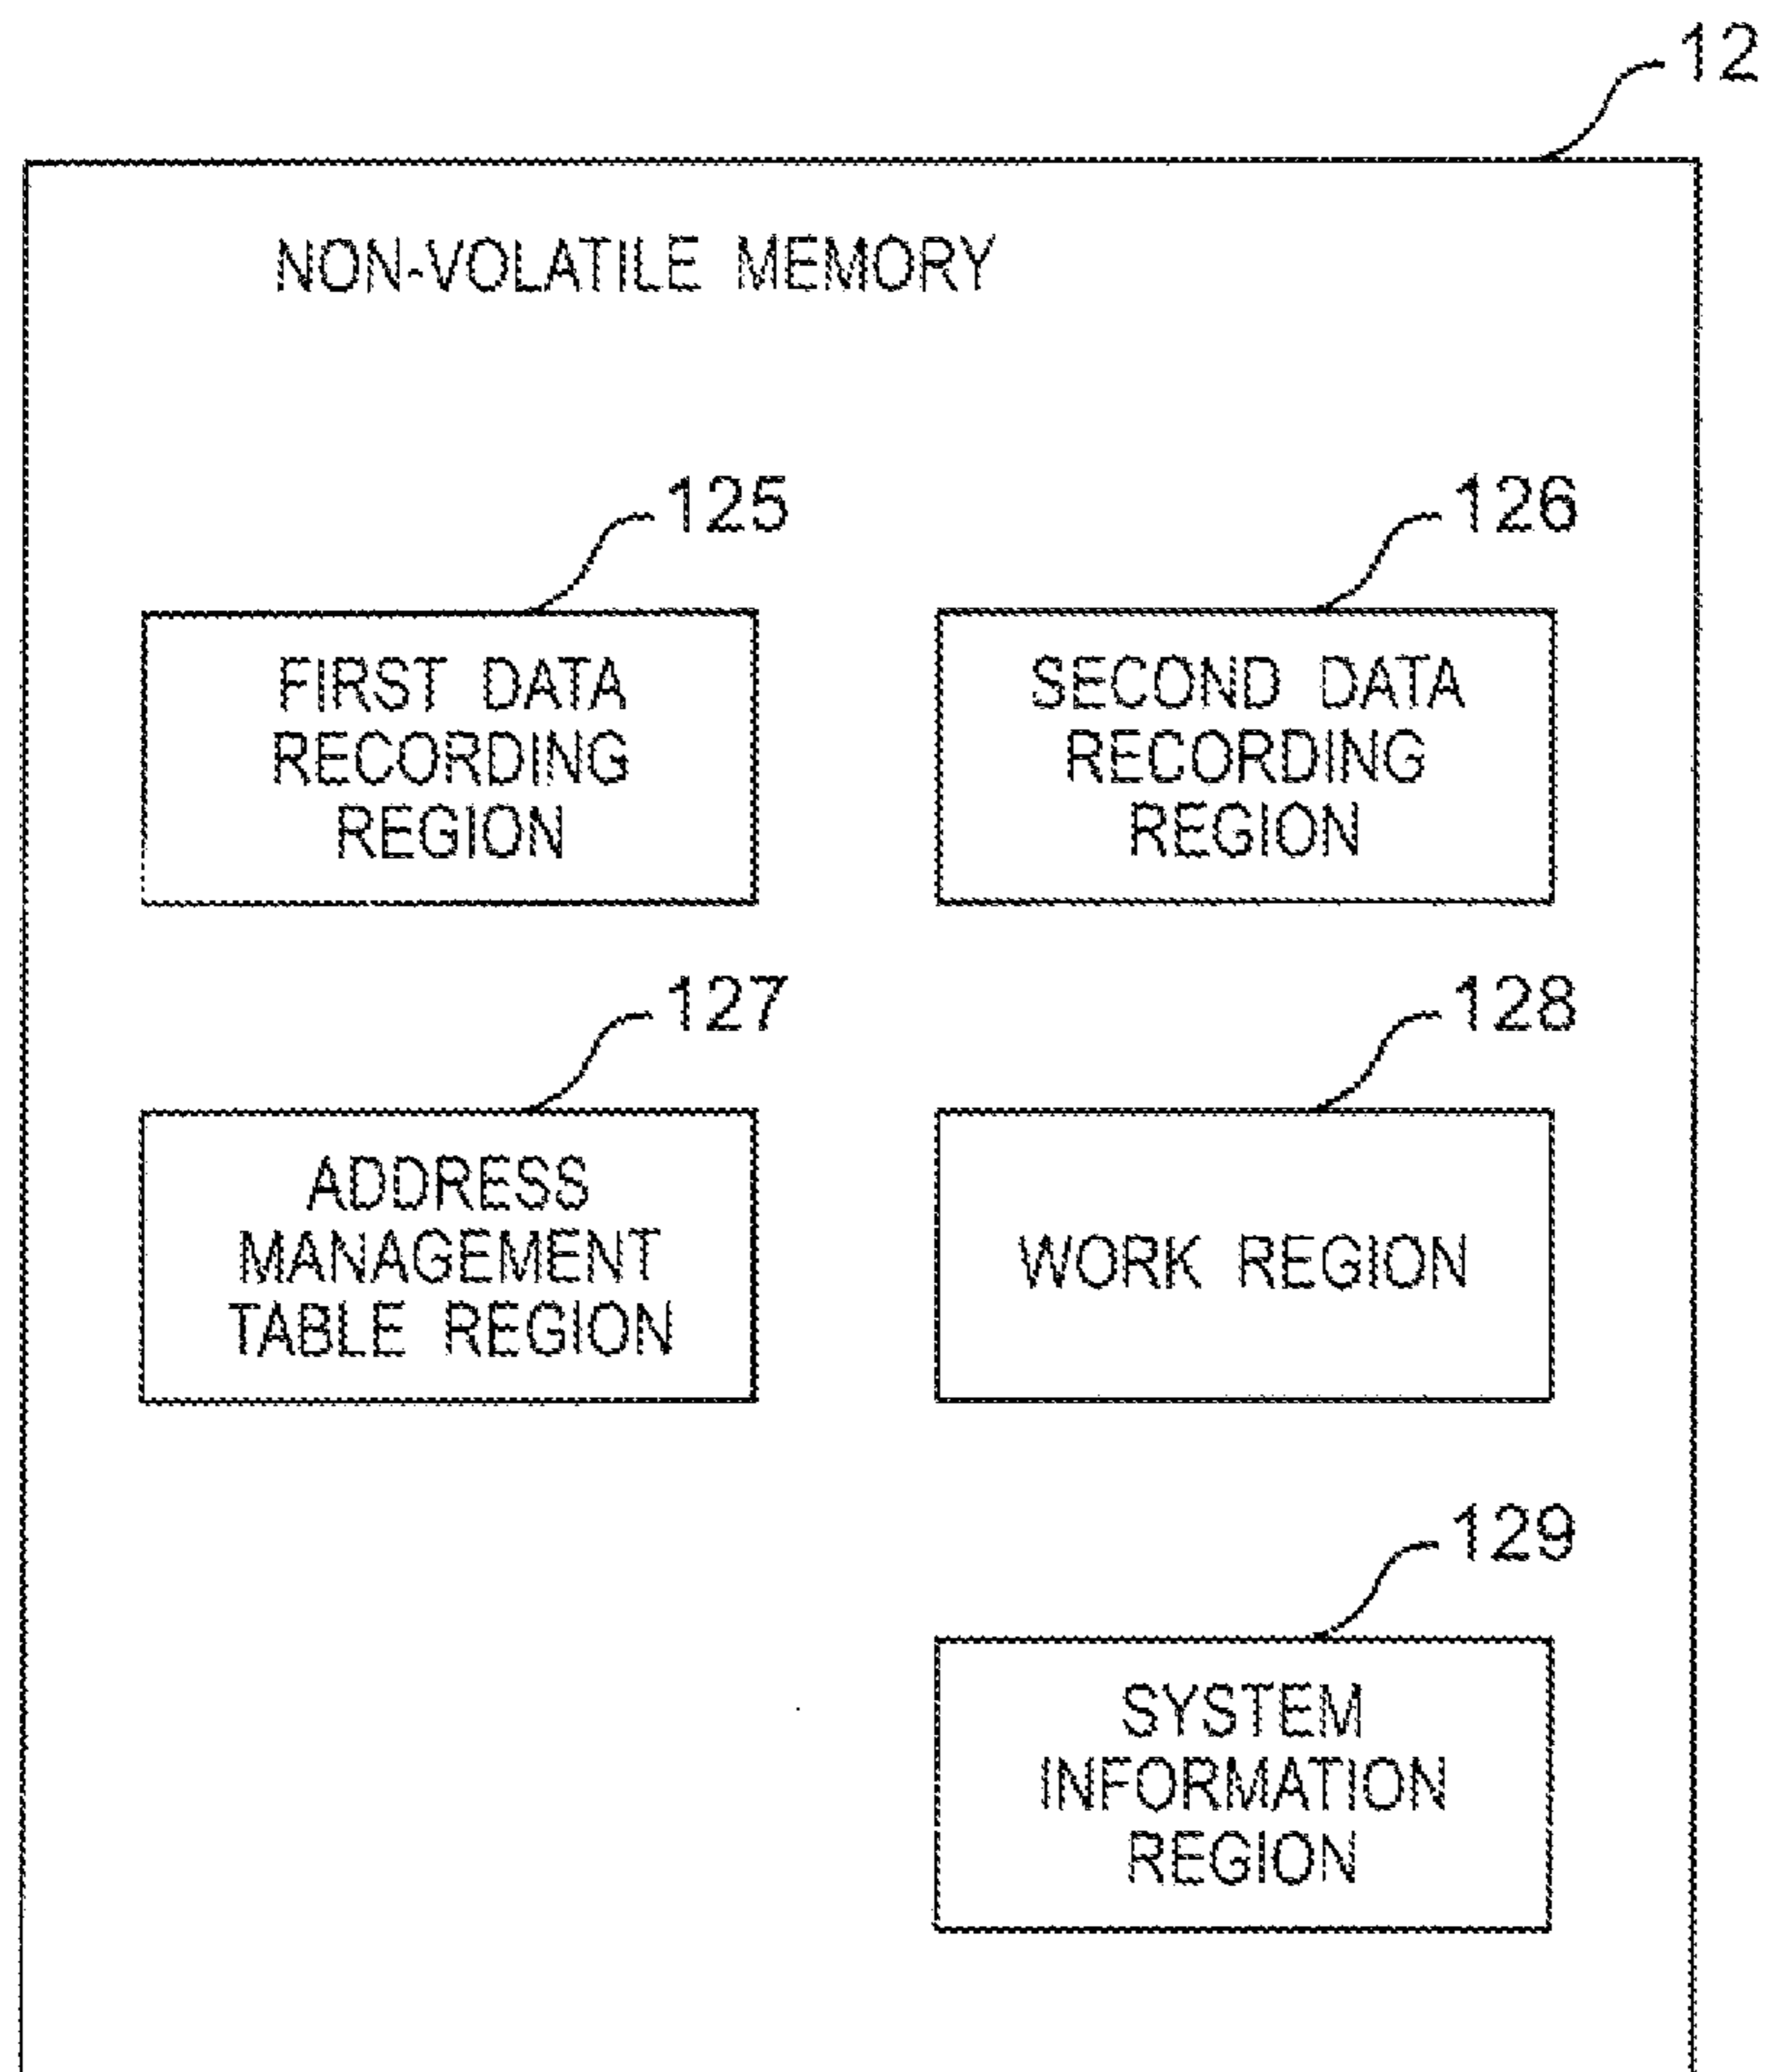 12
NON-VOLATILE MEMORY
125
126
FIRST DATA
RECORDING
REGION
SECOND DATA
RECORDING
REGION
127
128
ADDRESS
MANAGEMENT
TABLE REGION
WORK REGION
129
SYSTEM
INFORMATION
REGION